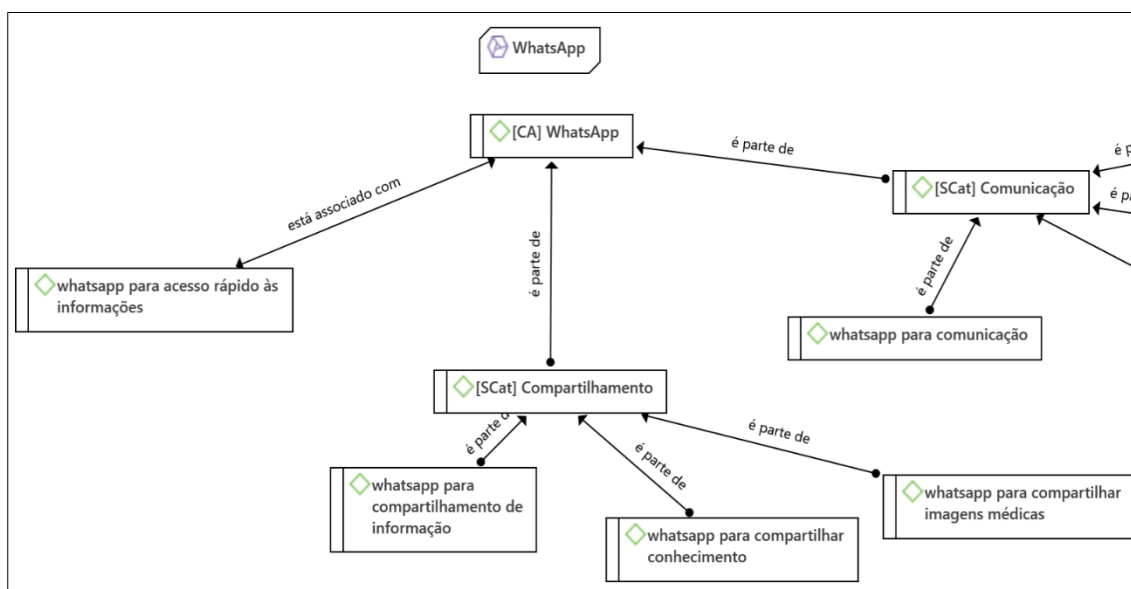 WhatsApp
[CA] WhatsApp
é parte de
é
[SCat] Comunicação
está associado com
é parte de
é parte de
whatsapp para acesso rápido às
informações
whatsapp para comunicação
[SCat] Compartilhamento
é parte de
é parte de
é parte de
whatsapp para
compartilhamento de
informação
whatsapp para compartilhar
imagens médicas
whatsapp para compartilhar
conhecimento